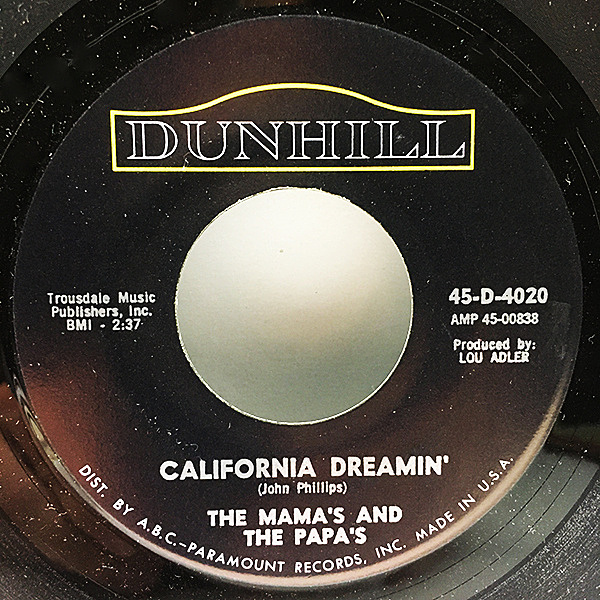 DUNHILL
Trousdale Music
Publishers, Inc.
BMI - 2:37
45-D-4020
AMP 45-00838
Produced by:
LOU ADLER
CALIFORNIA DREAMIN'
(John Phillips)
THE MAMA'S AND
THE PAPA'S
DIST. BY A.B.C.-PARAMOUNT RECORDS, INC. MADE IN U.S.A.